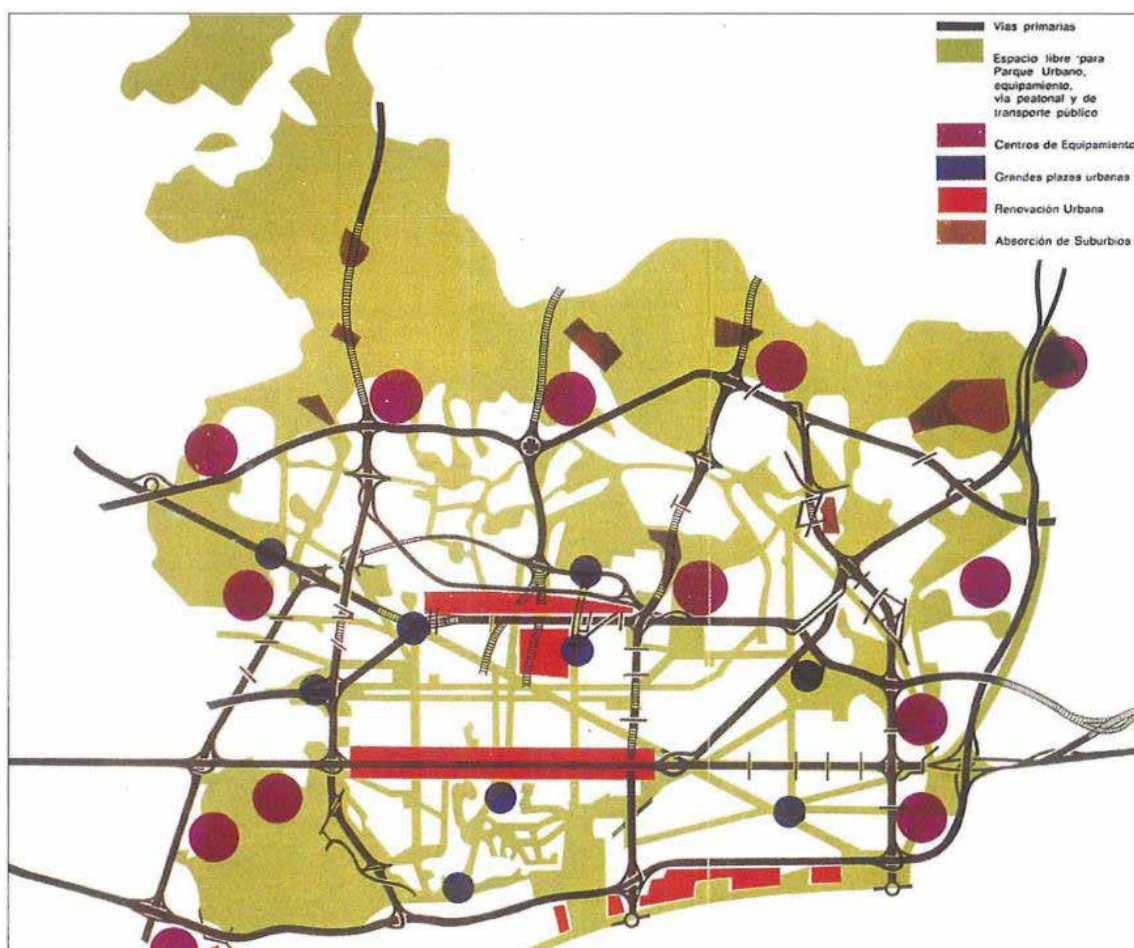 Vías primarias
Espacio libre para
Parque Urbano,
equipamiento,
vía peatonal y de
transporte público
Centros de Equipamiento
Grandes plazas urbanas
Renovación Urbana
Absorción de Suburbios